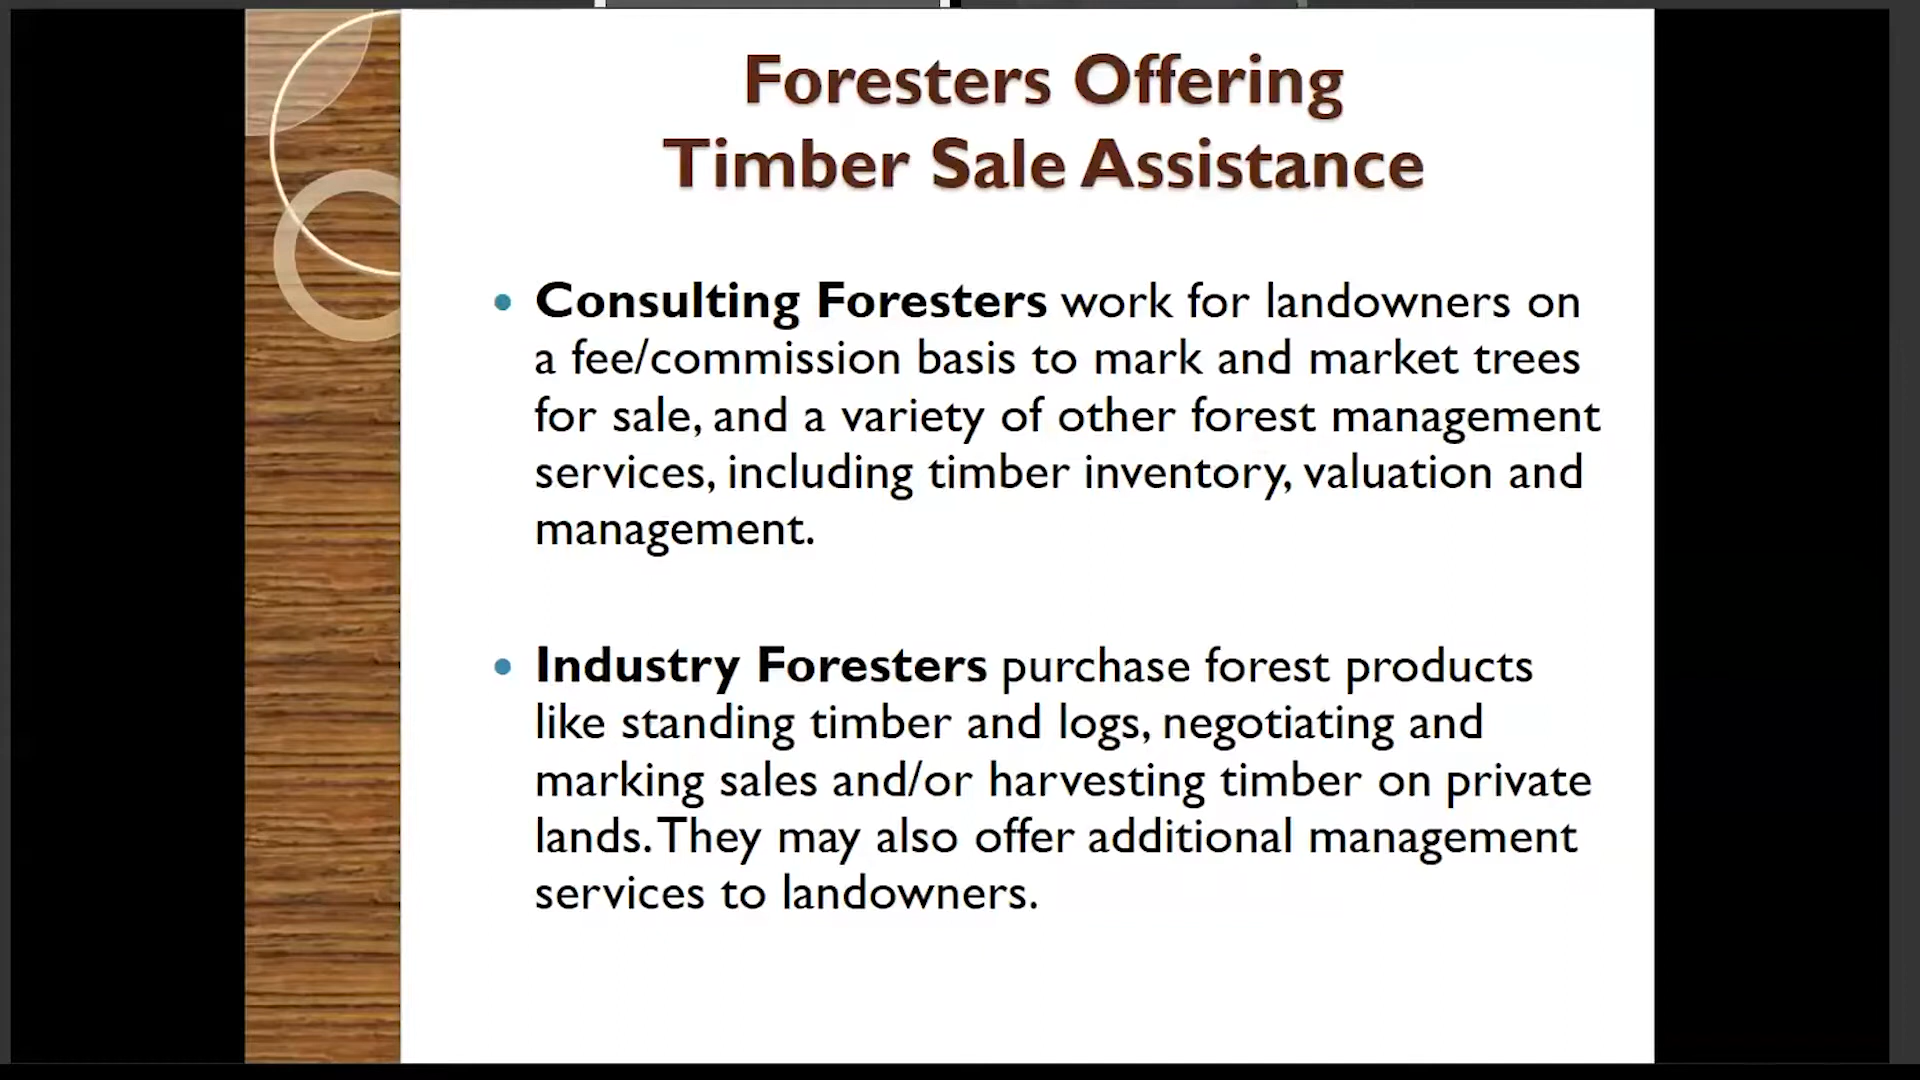 Foresters Offering
Timber Sale Assistance
• Consulting Foresters work for landowners on
a fee/commission basis to mark and market trees
for sale, and a variety of other forest management
services, including timber inventory, valuation and
management.
• Industry Foresters purchase forest products
like standing timber and logs, negotiating and
marking sales and/or harvesting timber on private
lands. They may also offer additional management
services to landowners.